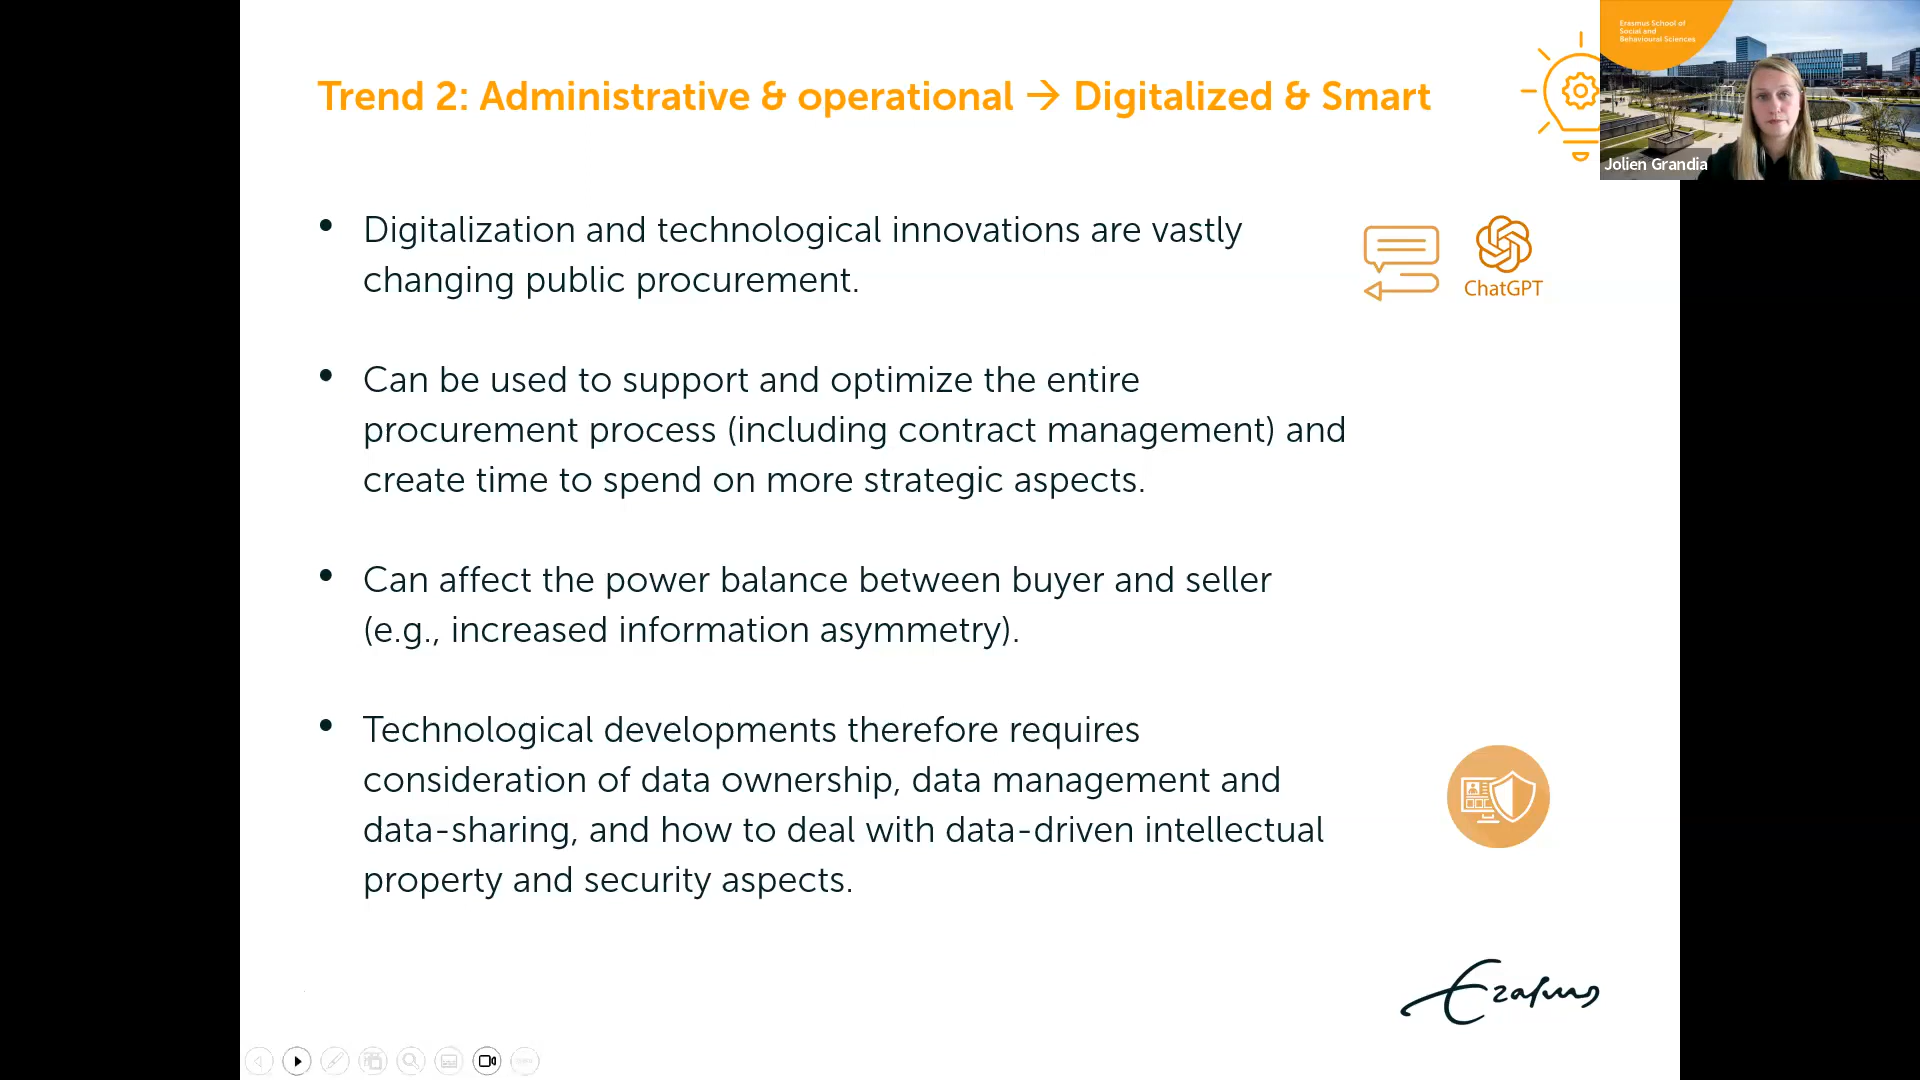 Trend 2: Administrative & operational → Digitalized & Smart
Erasmus School of
Social and
Behavioural Sciences
Jolien Grandia
• Digitalization and technological innovations are vastly
changing public procurement.
ChatGPT
• Can be used to support and optimize the entire
procurement process (including contract management) and
create time to spend on more strategic aspects.
• Can affect the power balance between buyer and seller
(e.g., increased information asymmetry).
• Technological developments therefore requires
consideration of data ownership, data management and
data-sharing, and how to deal with data-driven intellectual
property and security aspects.
Erasmus